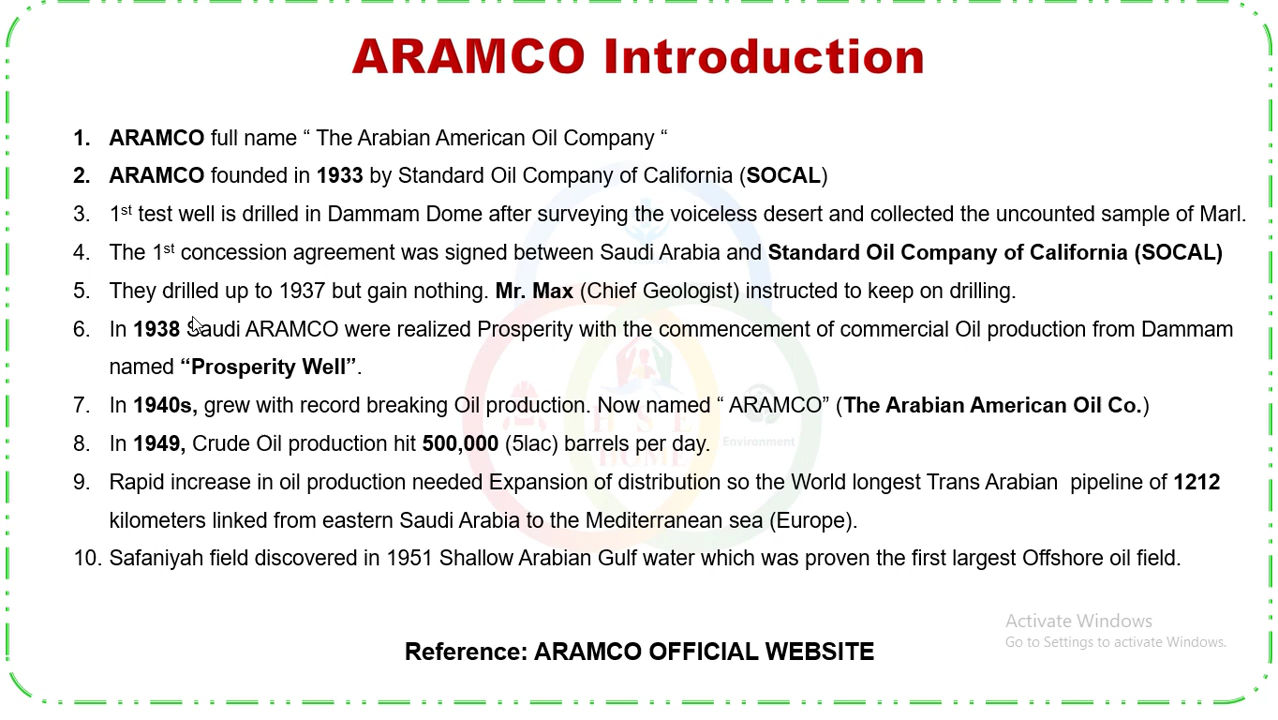 ARAMCO Introduction
1. ARAMCO full name “ The Arabian American Oil Company “
2. ARAMCO founded in 1933 by Standard Oil Company of California (SOCAL)
3. 1st test well is drilled in Dammam Dome after surveying the voiceless desert and collected the uncounted sample of Marl.
4. The 1st concession agreement was signed between Saudi Arabia and Standard Oil Company of California (SOCAL)
5. They drilled up to 1937 but gain nothing. Mr. Max (Chief Geologist) instructed to keep on drilling.
6. In 1938 Saudi ARAMCO were realized Prosperity with the commencement of commercial Oil production from Dammam
named “Prosperity Well”.
7. In 1940s, grew with record breaking Oil production. Now named “ ARAMCO” (The Arabian American Oil Co.)
8. In 1949, Crude Oil production hit 500,000 (5lac) barrels per day.
H S E
Environment
HOME
9. Rapid increase in oil production needed Expansion of distribution so the World longest Trans Arabian pipeline of 1212
kilometers linked from eastern Saudi Arabia to the Mediterranean sea (Europe).
10. Safaniyah field discovered in 1951 Shallow Arabian Gulf water which was proven the first largest Offshore oil field.
Activate Windows
Go to Settings to activate Windows.
Reference: ARAMCO OFFICIAL WEBSITE